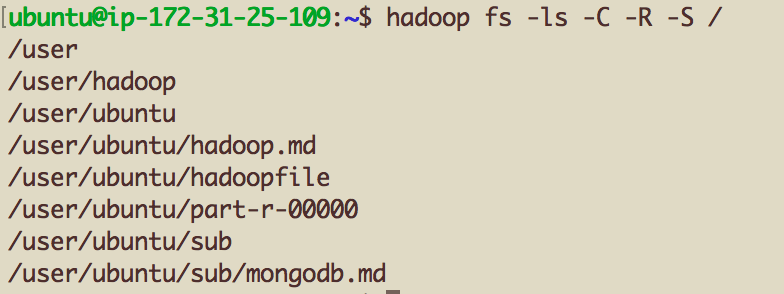 [ubuntu@ip-172-31-25-109:~$ hadoop fs -ls -C -R -S /
/user
/user/hadoop
/user/ubuntu
/user/ubuntu/hadoop.md
/user/ubuntu/hadoopfile
/user/ubuntu/part-r-00000
/user/ubuntu/sub
/user/ubuntu/sub/mongodb.md